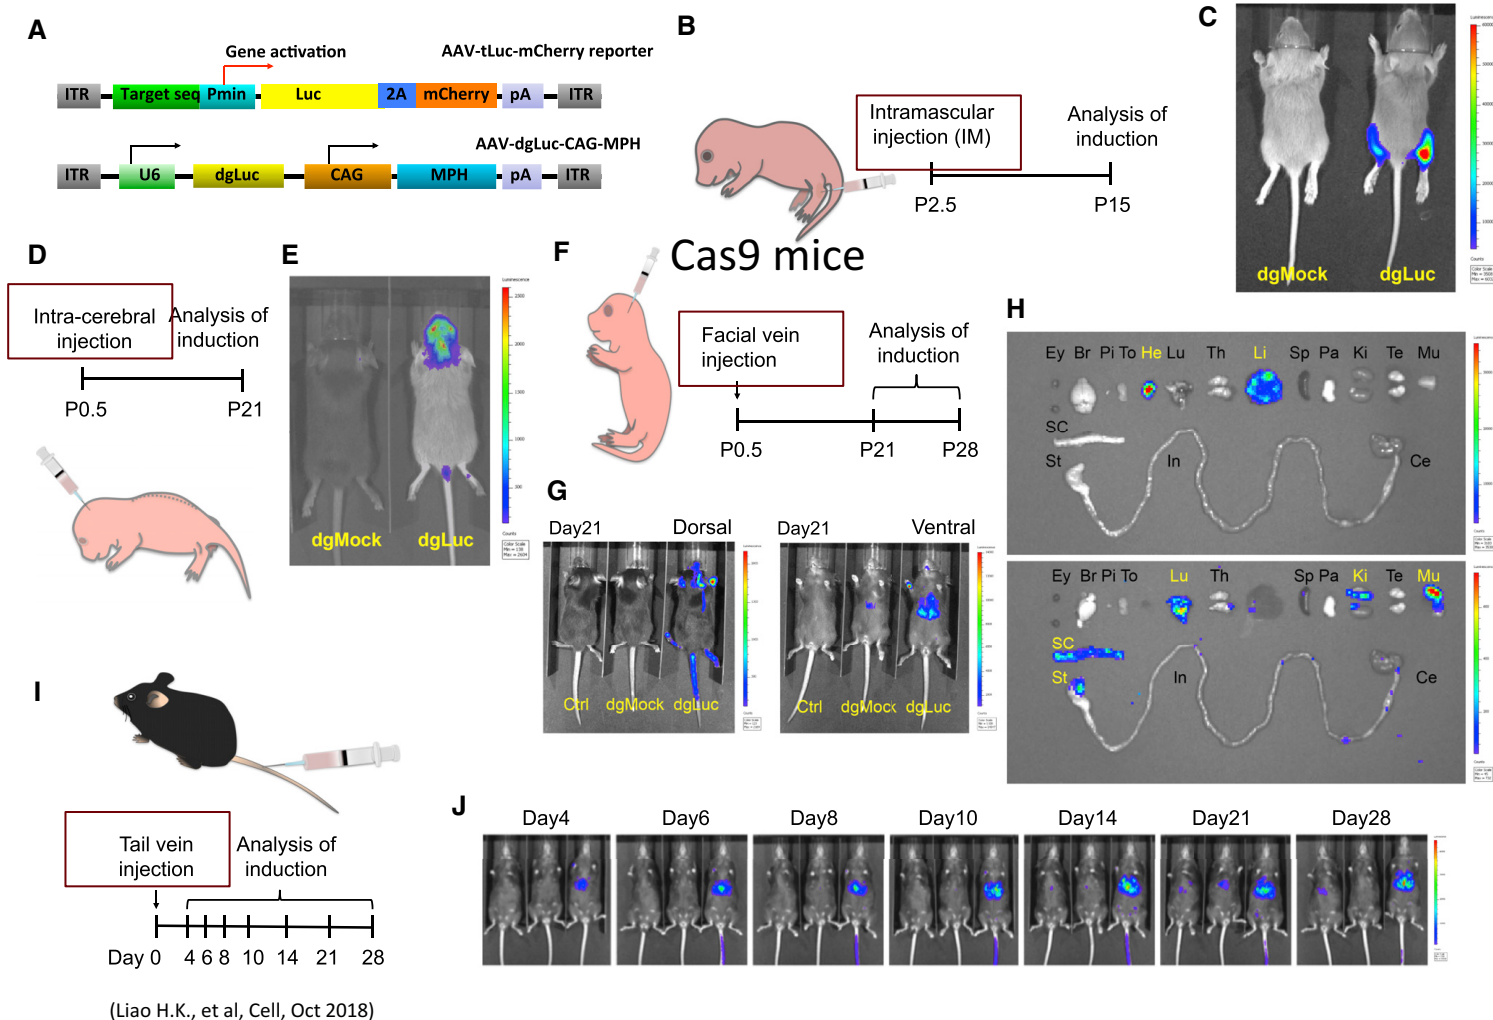 A
Gene activation
AAV-tLuc-mCherry reporter
ITR Target seq Pmin Luc 2A mCherry pA ITR
AAV-dgLuc-CAG-MPH
ITR U6 dgLuc CAG MPH pA ITR
B
Intramascular
injection (IM)
Analysis of
induction
P2.5 P15
C
dgMock dgLuc
D
Intra-cerebral
injection
Analysis of
induction
P0.5 P21
E
dgMock dgLuc
F
Cas9 mice
Facial vein
injection
Analysis of
induction
P0.5 P21 P28
G
Day21 Dorsal
Ctrl dgMock dgLuc
Day21 Ventral
Ctrl dgMock dgLuc
H
Ey Br Pi To He Lu Th Li Sp Pa Ki Te Mu
SC
St In Ce
Ey Br Pi To Lu Th Sp Pa Ki Te Mu
SC
St In Ce
I
Tail vein
injection
Analysis of
induction
Day 0 4 6 8 10 14 21 28
J
Day4 Day6 Day8 Day10 Day14 Day21 Day28
(Liao H.K., et al, Cell, Oct 2018)